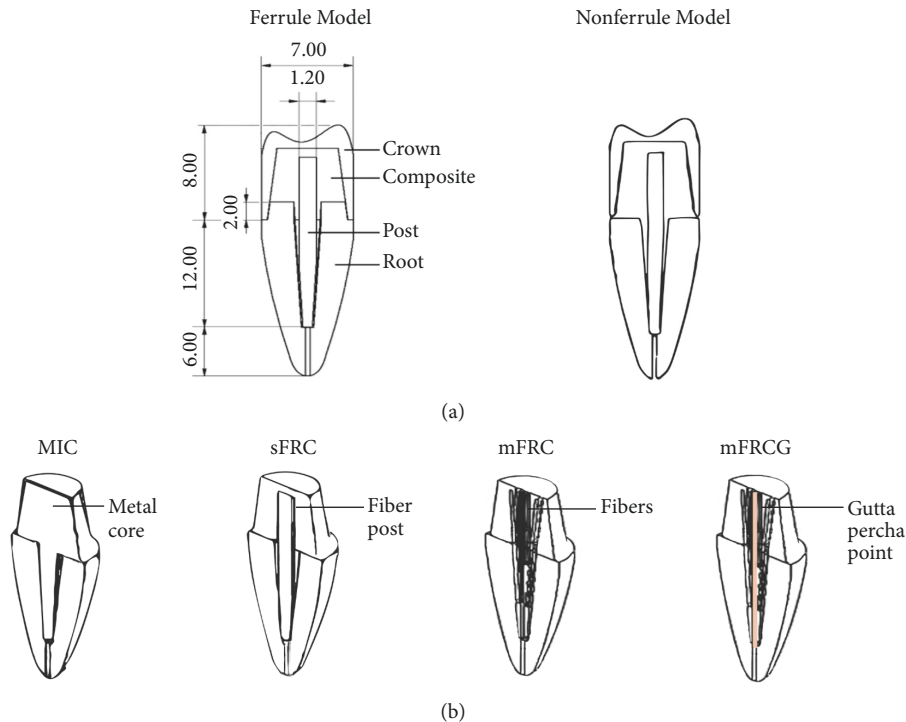 Ferrule Model
Nonferrule Model
7.00
1.20
8.00
2.00
12.00
6.00
Crown
Composite
Post
Root
(a)
MIC
sFRC
mFRC
mFRCG
Metal
core
Fiber
post
Fibers
Gutta
percha
point
(b)